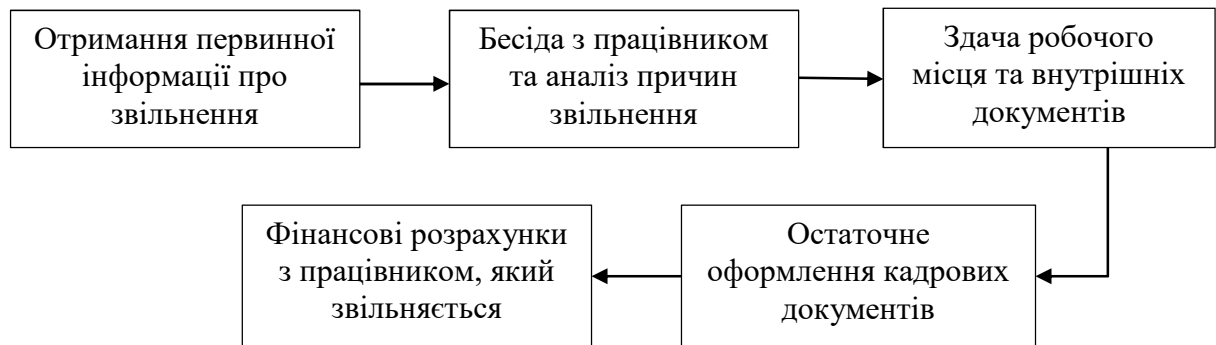 Отримання первинної
інформації про
звільнення
Бесіда з працівником
та аналіз причин
звільнення
Здача робочого
місця та внутрішніх
документів
Остаточне
оформлення кадрових
документів
Фінансові розрахунки
з працівником, який
звільняється